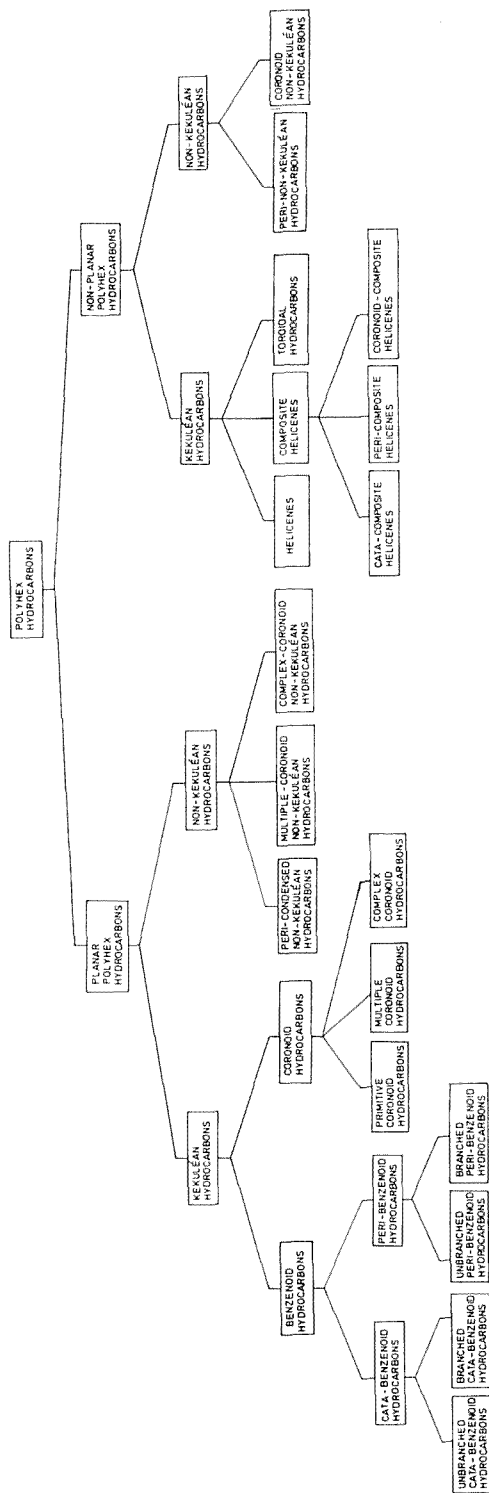 POLYHEX
HYDROCARBONS
PLANAR
POLYHEX
HYDROCARBONS
NON-PLANAR
POLYHEX
HYDROCARBONS
KEKULÉAN
HYDROCARBONS
NON-KEKULÉAN
HYDROCARBONS
KEKULÉAN
HYDROCARBONS
NON-KEKULÉAN
HYDROCARBONS
BENZENOID
HYDROCARBONS
CORONOID
HYDROCARBONS
PERI-CONDENSED
NON-KEKULÉAN
HYDROCARBONS
MULTIPLE-CORONOID
NON-KEKULÉAN
HYDROCARBONS
COMPLEX-CORONOID
NON-KEKULÉAN
HYDROCARBONS
HELICENES
COMPOSITE
HELICENES
TOROIDAL
HYDROCARBONS
PERI-NON-KEKULÉAN
HYDROCARBONS
CORONOID
NON-KEKULÉAN
HYDROCARBONS
CATA-BENZENOID
HYDROCARBONS
PERI-BENZENOID
HYDROCARBONS
PRIMITIVE
CORONOID
HYDROCARBONS
MULTIPLE
CORONOID
HYDROCARBONS
COMPLEX
CORONOID
HYDROCARBONS
CATA-COMPOSITE
HELICENES
PERI-COMPOSITE
HELICENES
CORONOID-COMPOSITE
HELICENES
UNBRANCHED
CATA-BENZENOID
HYDROCARBONS
BRANCHED
CATA-BENZENOID
HYDROCARBONS
UNBRANCHED
PERI-BENZENOID
HYDROCARBONS
BRANCHED
PERI-BENZENOID
HYDROCARBONS